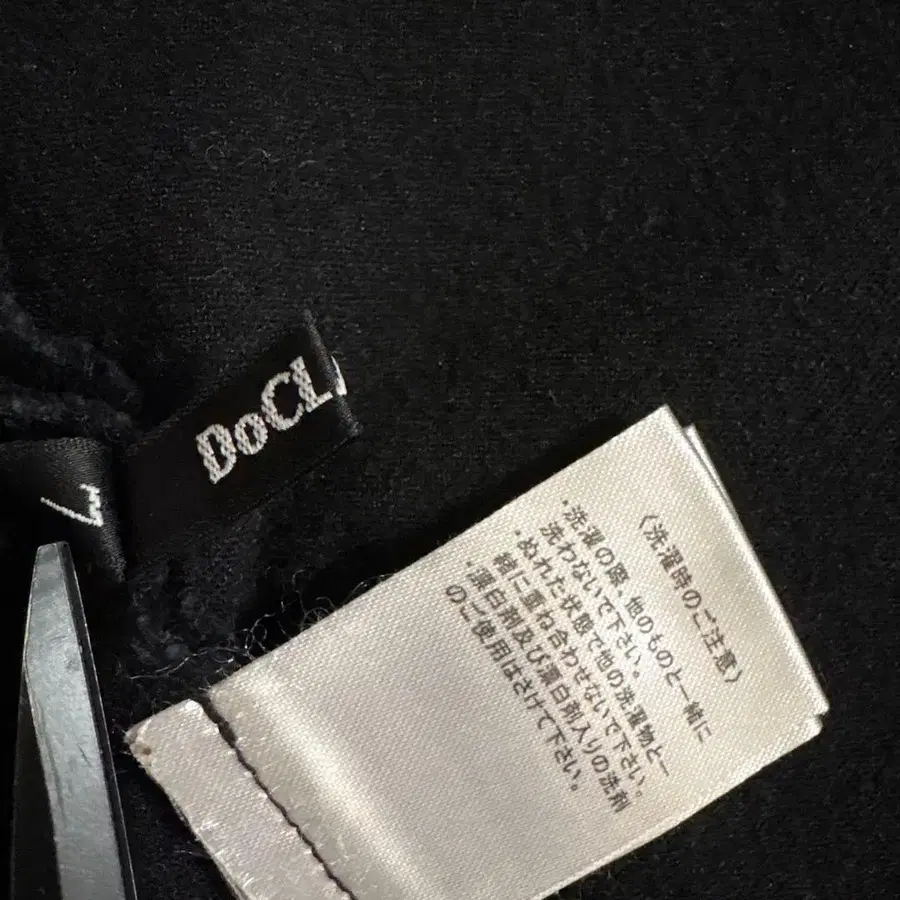 DoCL
〈洗濯時のご注意〉
・洗濯の際、他のものと一緒に
洗わないで下さい。
・ぬれた状態で他の洗濯物と一
緒に重ね合わせないで下さい。
・漂白剤及び漂白剤入りの洗剤
のご使用はさけて下さい。